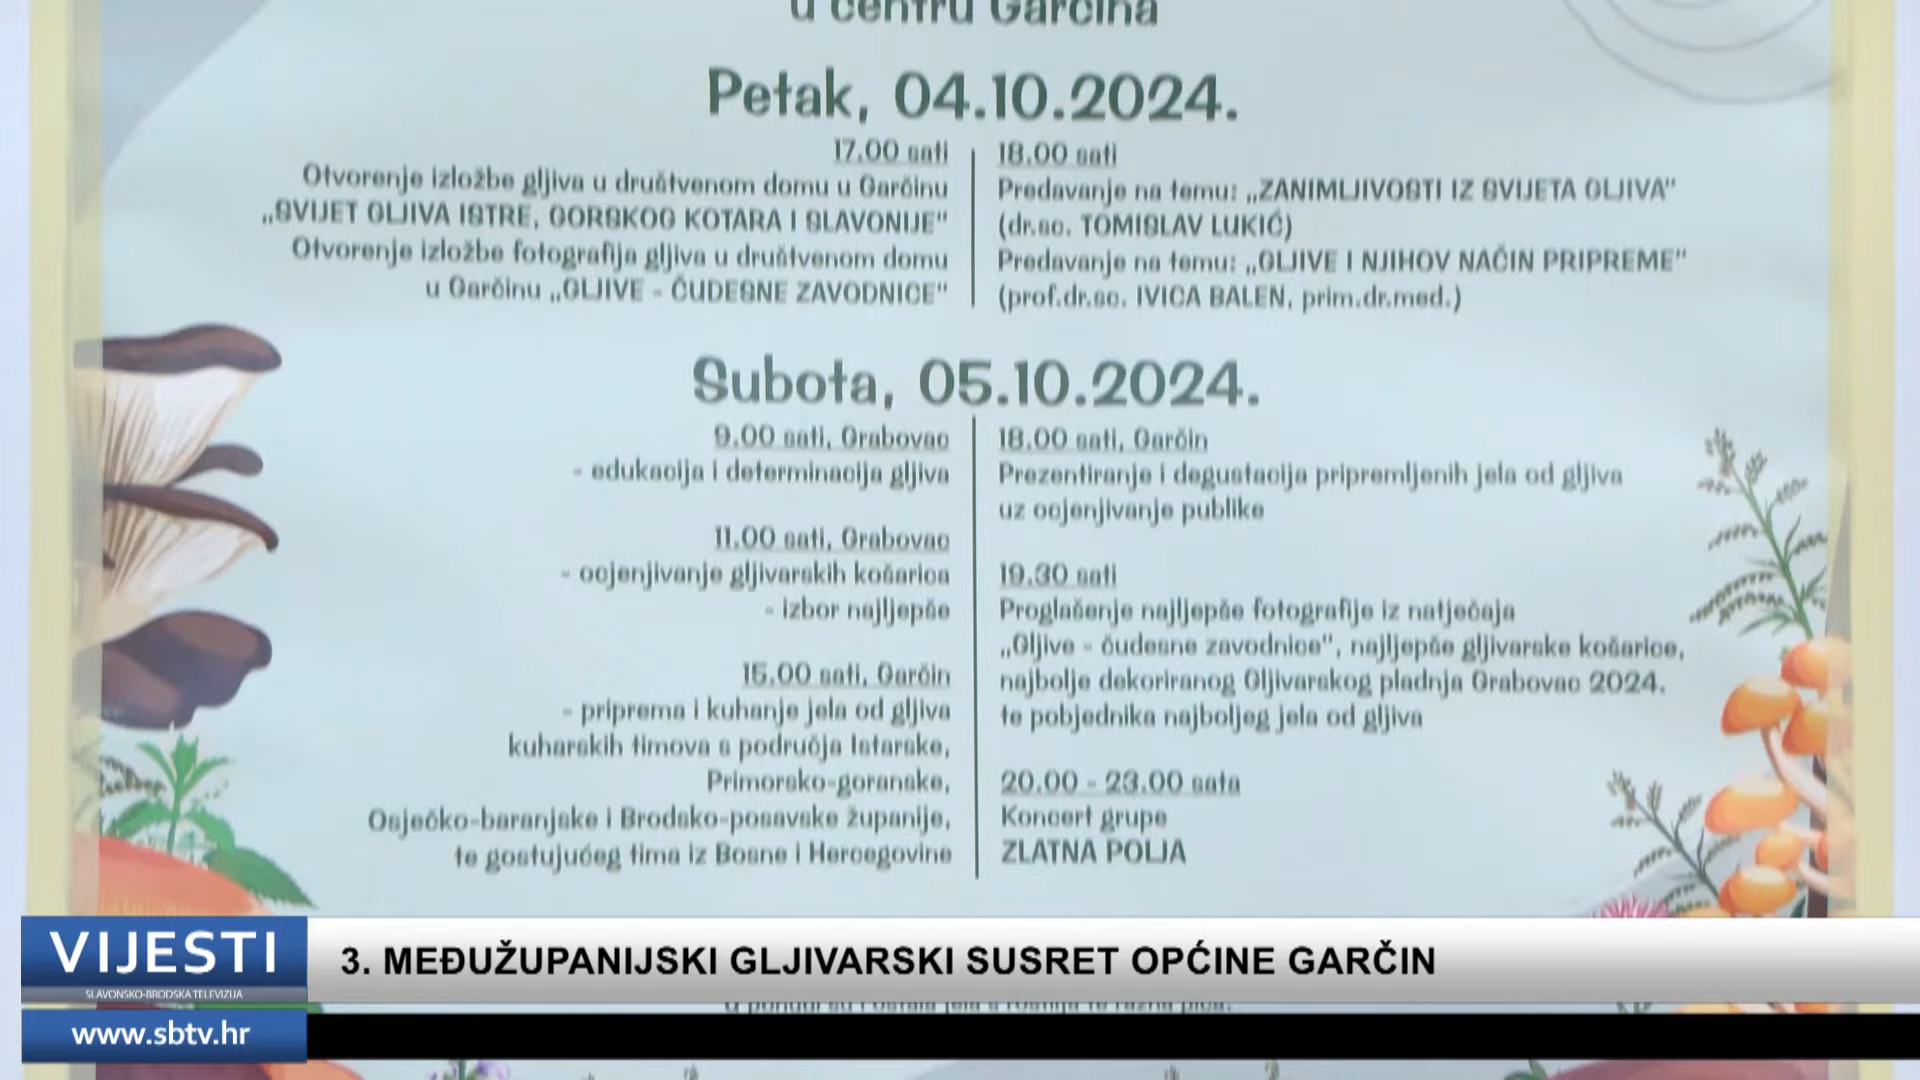 u centru Garčina
Petak, 04.10.2024.
17.00 sati
Otvorenje izložbe gljiva u društvenom domu u Garčinu
„SVIJET GLJIVA ISTRE, GORSKOG KOTARA I SLAVONIJE"
Otvorenje izložbe fotografija gljiva u društvenom domu
u Garčinu „GLJIVE - ČUDESNE ZAVODNICE"
18.00 sati
Predavanje na temu: „ZANIMLJIVOSTI IZ SVIJETA GLJIVA"
(dr.sc. TOMISLAV LUKIĆ)
Predavanje na temu: „GLJIVE I NJIHOV NAČIN PRIPREME"
(prof.dr.sc. IVICA BALEN, prim.dr.med.)
Subota, 05.10.2024.
9.00 sati, Grabovac
- edukacija i determinacija gljiva
11.00 sati, Grabovac
- ocjenjivanje gljivarskih košarica
- izbor najljepše
15.00 sati, Garčin
- priprema i kuhanje jela od gljiva
kuharskih timova s područja Istarske,
Primorsko-goranske,
Osječko-baranjske i Brodsko-posavske županije,
te gostujućeg tima iz Bosne i Hercegovine
18.00 sati, Garčin
Prezentiranje i degustacija pripremljenih jela od gljiva
uz ocjenjivanje publike
19.30 sati
Proglašenje najljepše fotografije iz natječaja
„Gljive - čudesne zavodnice", najljepše gljivarske košarice,
najbolje dekoriranog Gljivarskog pladnja Grabovac 2024.
te pobjednika najboljeg jela od gljiva
20.00 - 23.00 sata
Koncert grupe
ZLATNA POLJA
VIJESTI
SLAVONSKO-BRODSKA TELEVIZIJA
3. MEĐUŽUPANIJSKI GLJIVARSKI SUSRET OPĆINE GARČIN
U ponudi su i ostala jela s roštilja te razna pića.
www.sbtv.hr